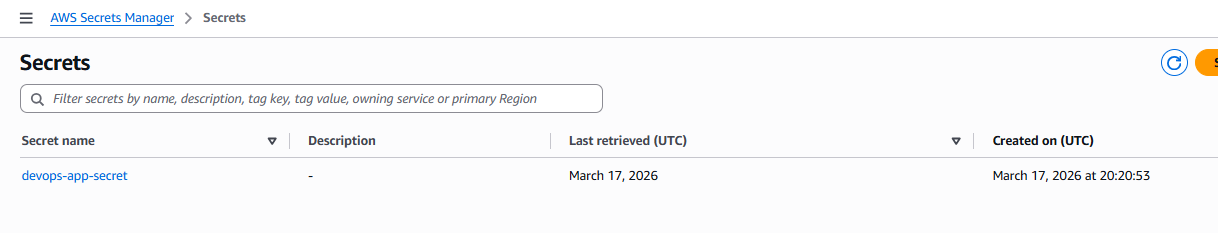 AWS Secrets Manager > Secrets
Secrets
Filter secrets by name, description, tag key, tag value, owning service or primary Region
Secret name Description Last retrieved (UTC) Created on (UTC)
devops-app-secret - March 17, 2026 March 17, 2026 at 20:20:53